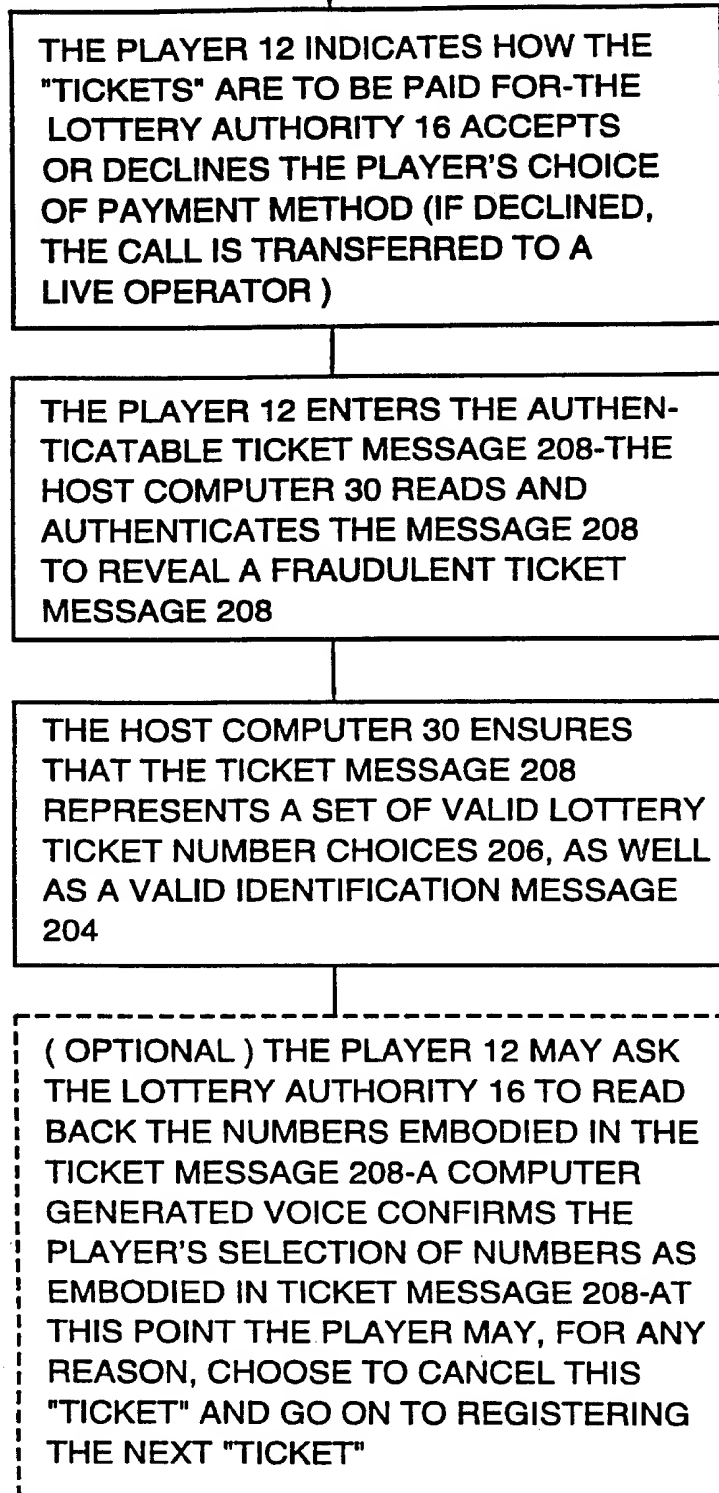 THE PLAYER 12 INDICATES HOW THE
"TICKETS" ARE TO BE PAID FOR-THE
LOTTERY AUTHORITY 16 ACCEPTS
OR DECLINES THE PLAYER'S CHOICE
OF PAYMENT METHOD (IF DECLINED,
THE CALL IS TRANSFERRED TO A
LIVE OPERATOR )
THE PLAYER 12 ENTERS THE AUTHEN-
TICATABLE TICKET MESSAGE 208-THE
HOST COMPUTER 30 READS AND
AUTHENTICATES THE MESSAGE 208
TO REVEAL A FRAUDULENT TICKET
MESSAGE 208
THE HOST COMPUTER 30 ENSURES
THAT THE TICKET MESSAGE 208
REPRESENTS A SET OF VALID LOTTERY
TICKET NUMBER CHOICES 206, AS WELL
AS A VALID IDENTIFICATION MESSAGE
204
( OPTIONAL ) THE PLAYER 12 MAY ASK
THE LOTTERY AUTHORITY 16 TO READ
BACK THE NUMBERS EMBODIED IN THE
TICKET MESSAGE 208-A COMPUTER
GENERATED VOICE CONFIRMS THE
PLAYER'S SELECTION OF NUMBERS AS
EMBODIED IN TICKET MESSAGE 208-AT
THIS POINT THE PLAYER MAY, FOR ANY
REASON, CHOOSE TO CANCEL THIS
"TICKET" AND GO ON TO REGISTERING
THE NEXT "TICKET"